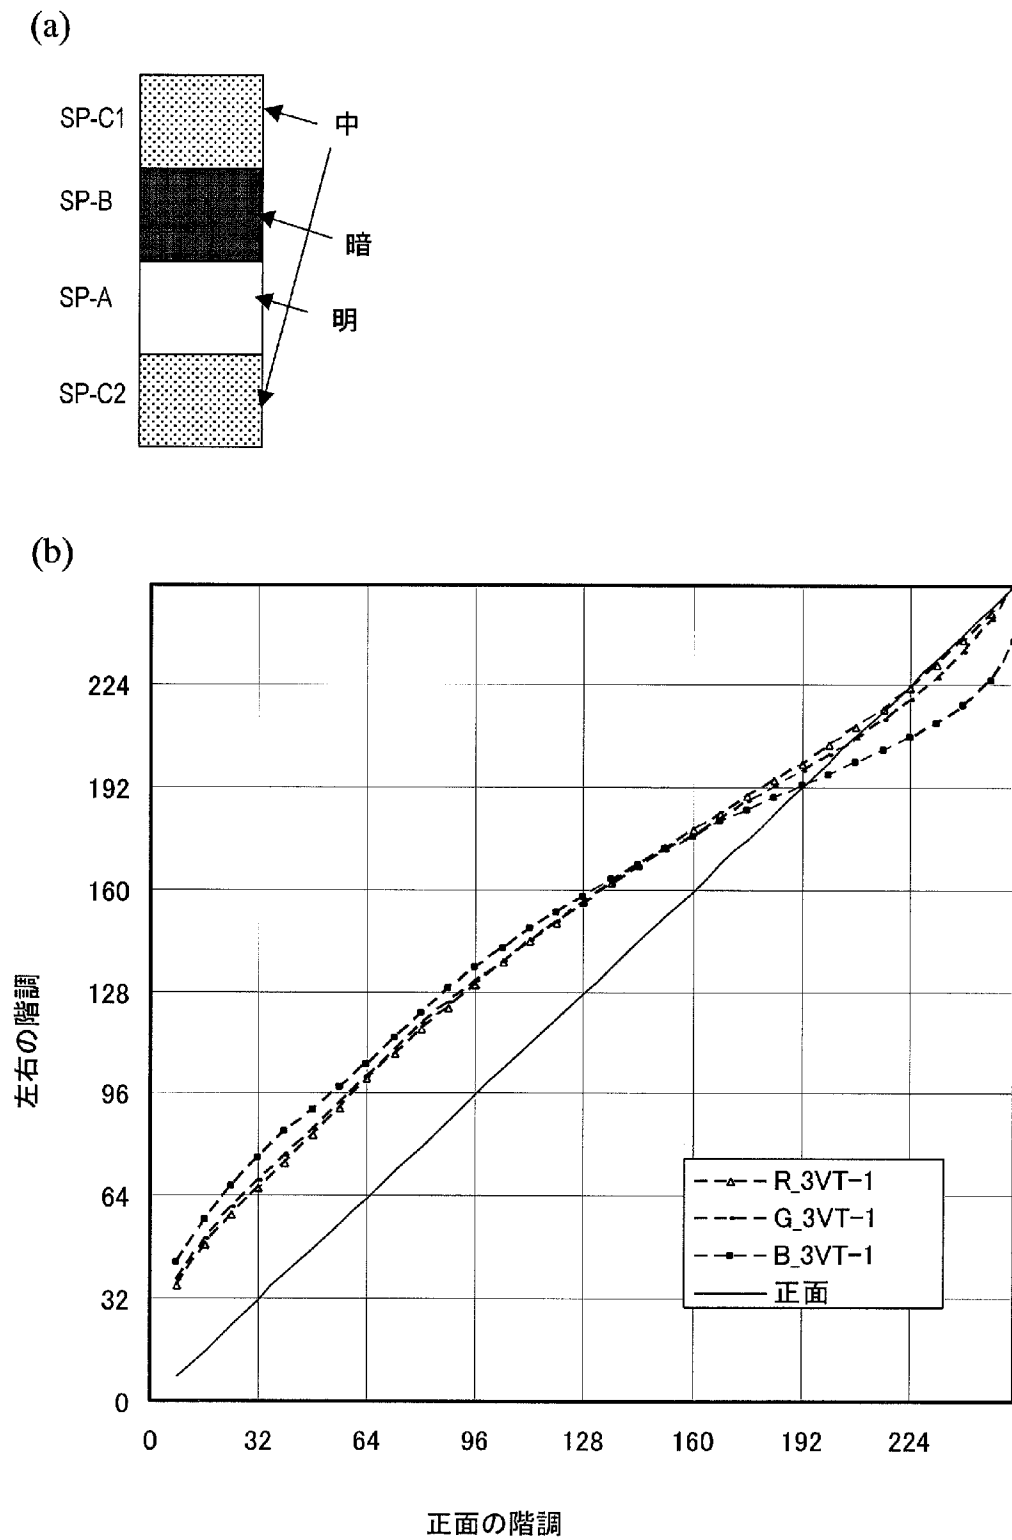 (a)
SP-C1
中
SP-B
暗
SP-A
明
SP-C2
(b)
224
192
160
128
96
64
32
0
左右の階調
R_3VT-1
G_3VT-1
B_3VT-1
正面
0 32 64 96 128 160 192 224
正面の階調